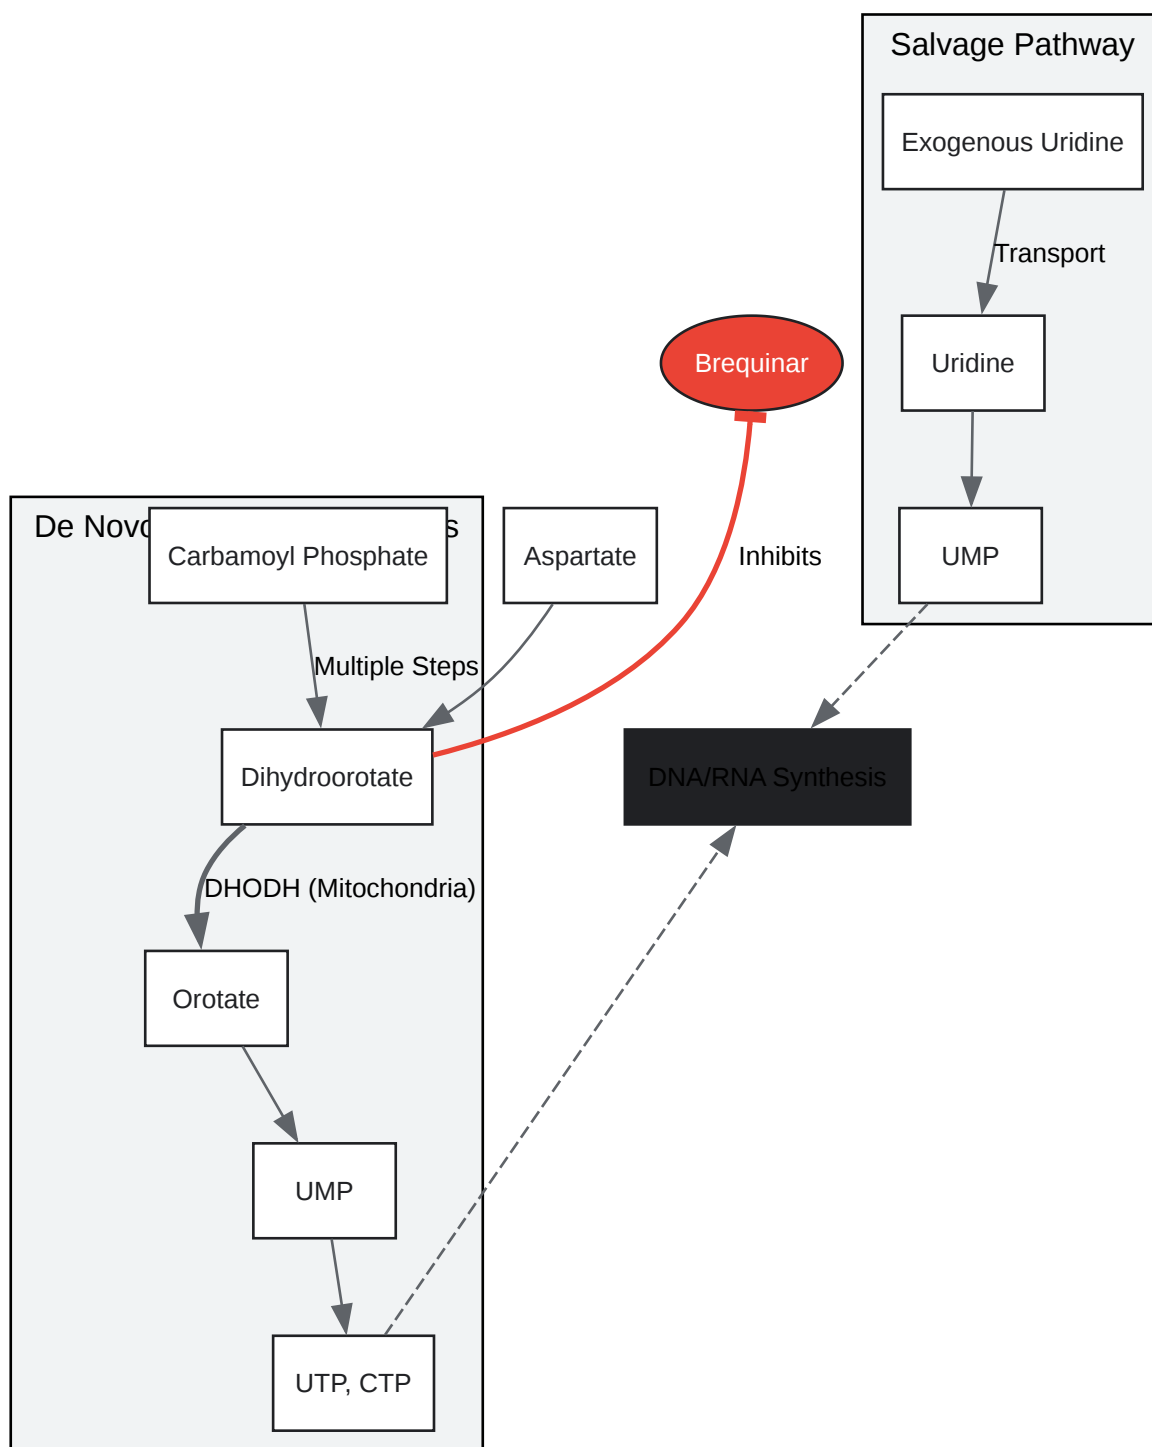 Salvage Pathway
Exogenous Uridine
Transport
Brequinar
Uridine
De Novo
Carbamoyl Phosphate
Aspartate
Inhibits
UMP
Multiple Steps
Dihydroorotate
DNA/RNA Synthesis
DHODH (Mitochondria)
Orotate
UMP
UTP, CTP